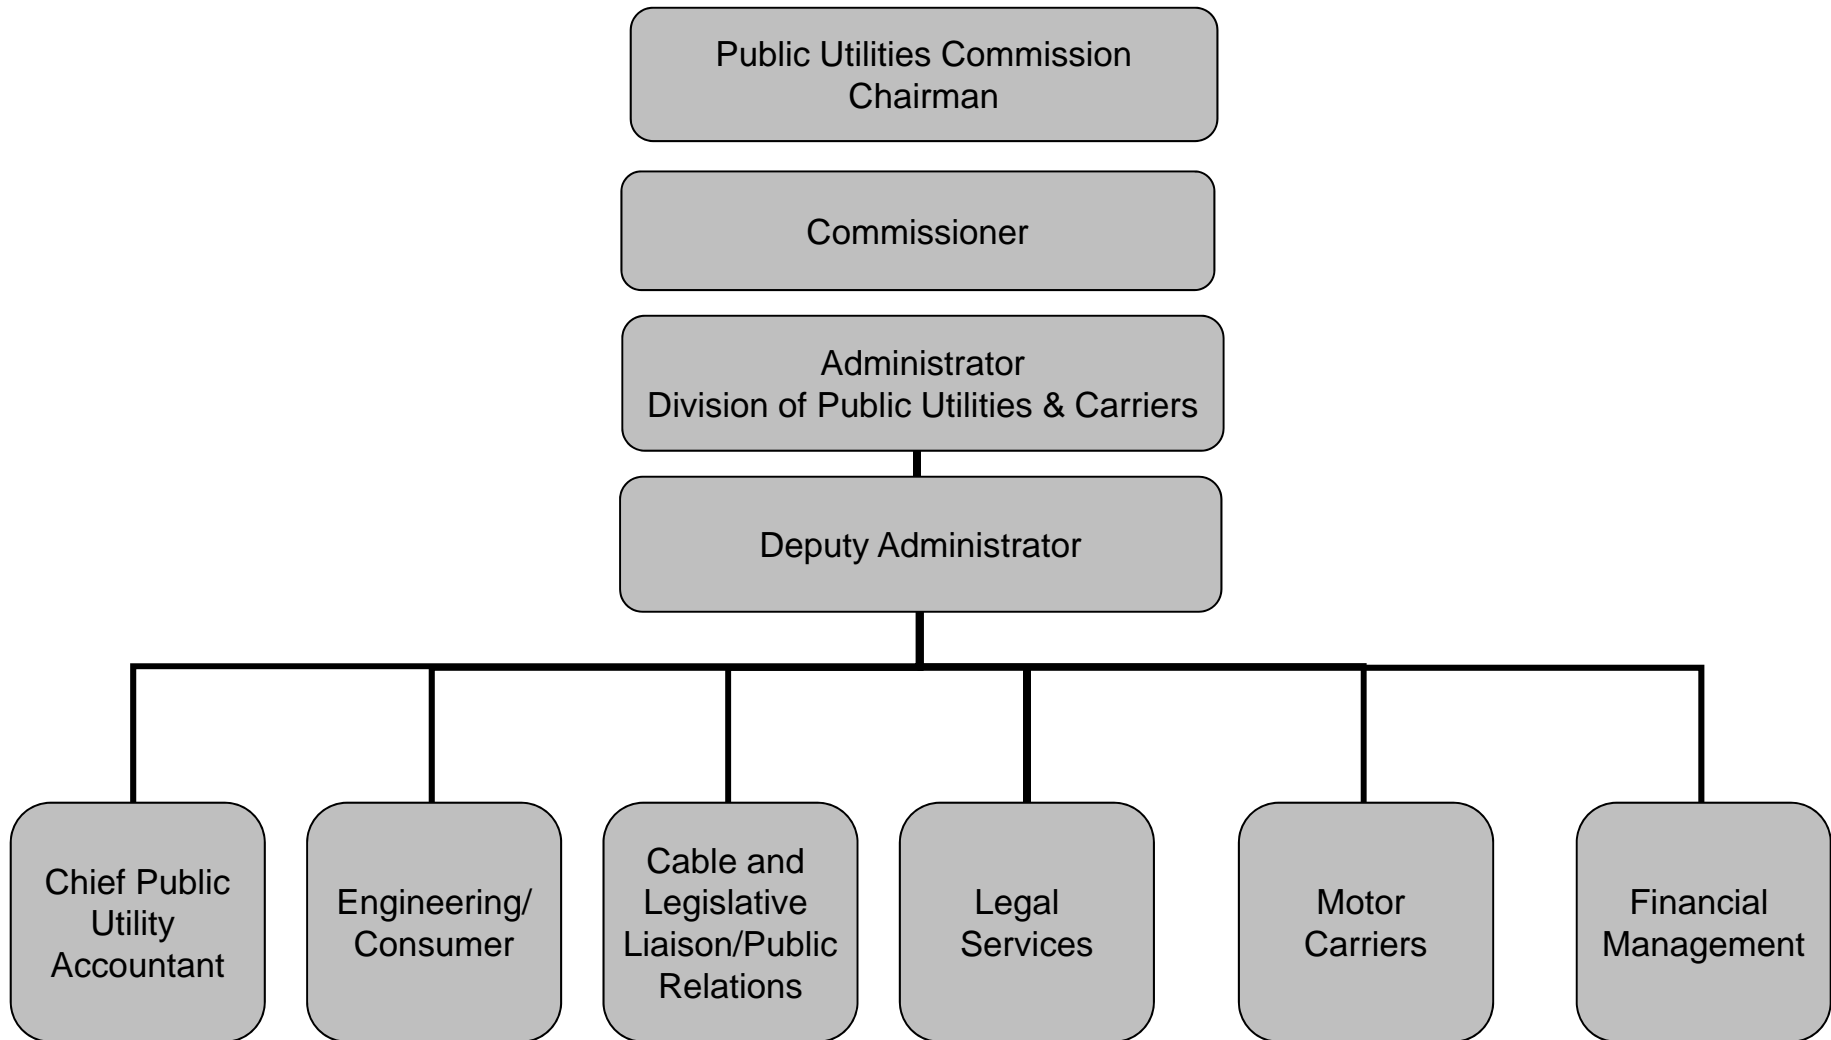 Public Utilities Commission
Chairman
Commissioner
Administrator
Division of Public Utilities & Carriers
Deputy Administrator
Chief Public
Utility
Accountant
Engineering/
Consumer
Cable and
Legislative
Liaison/Public
Relations
Legal
Services
Motor
Carriers
Financial
Management